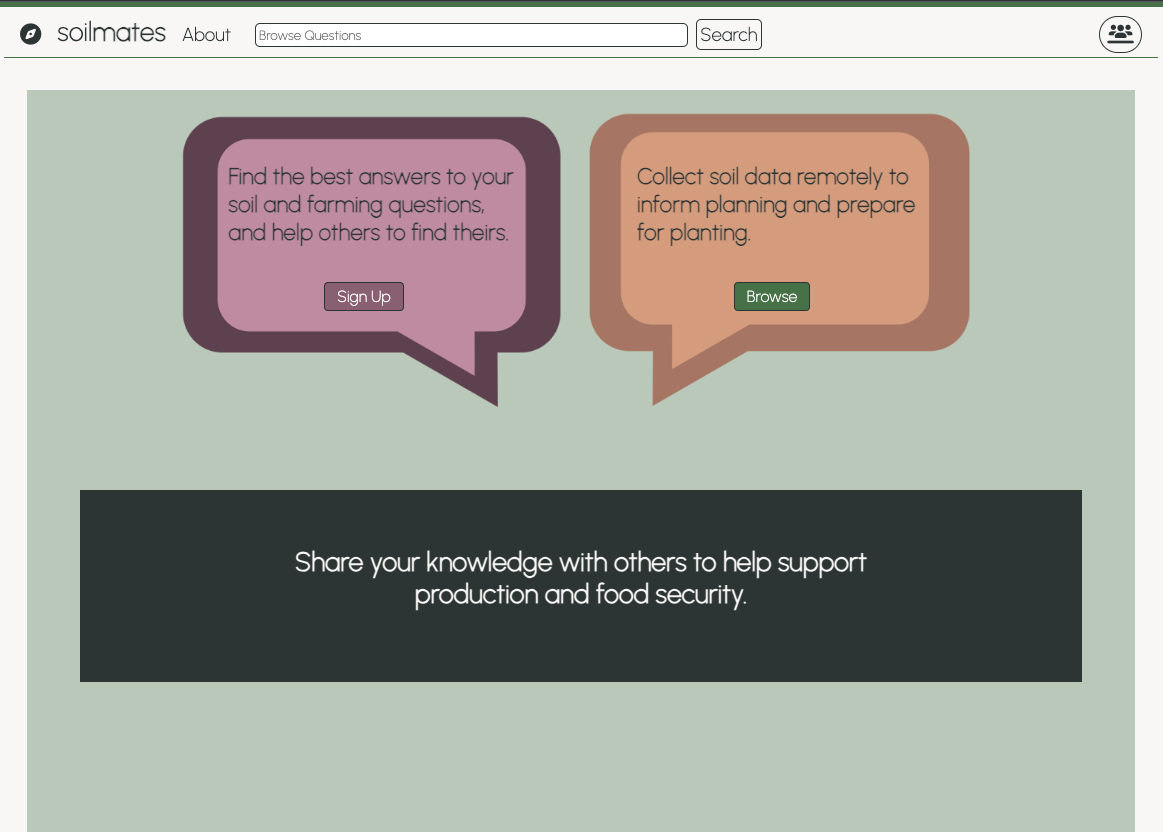 soilmates About Browse Questions Search
Find the best answers to your
soil and farming questions,
and help others to find theirs.
Sign Up
Collect soil data remotely to
inform planning and prepare
for planting.
Browse
Share your knowledge with others to help support
production and food security.